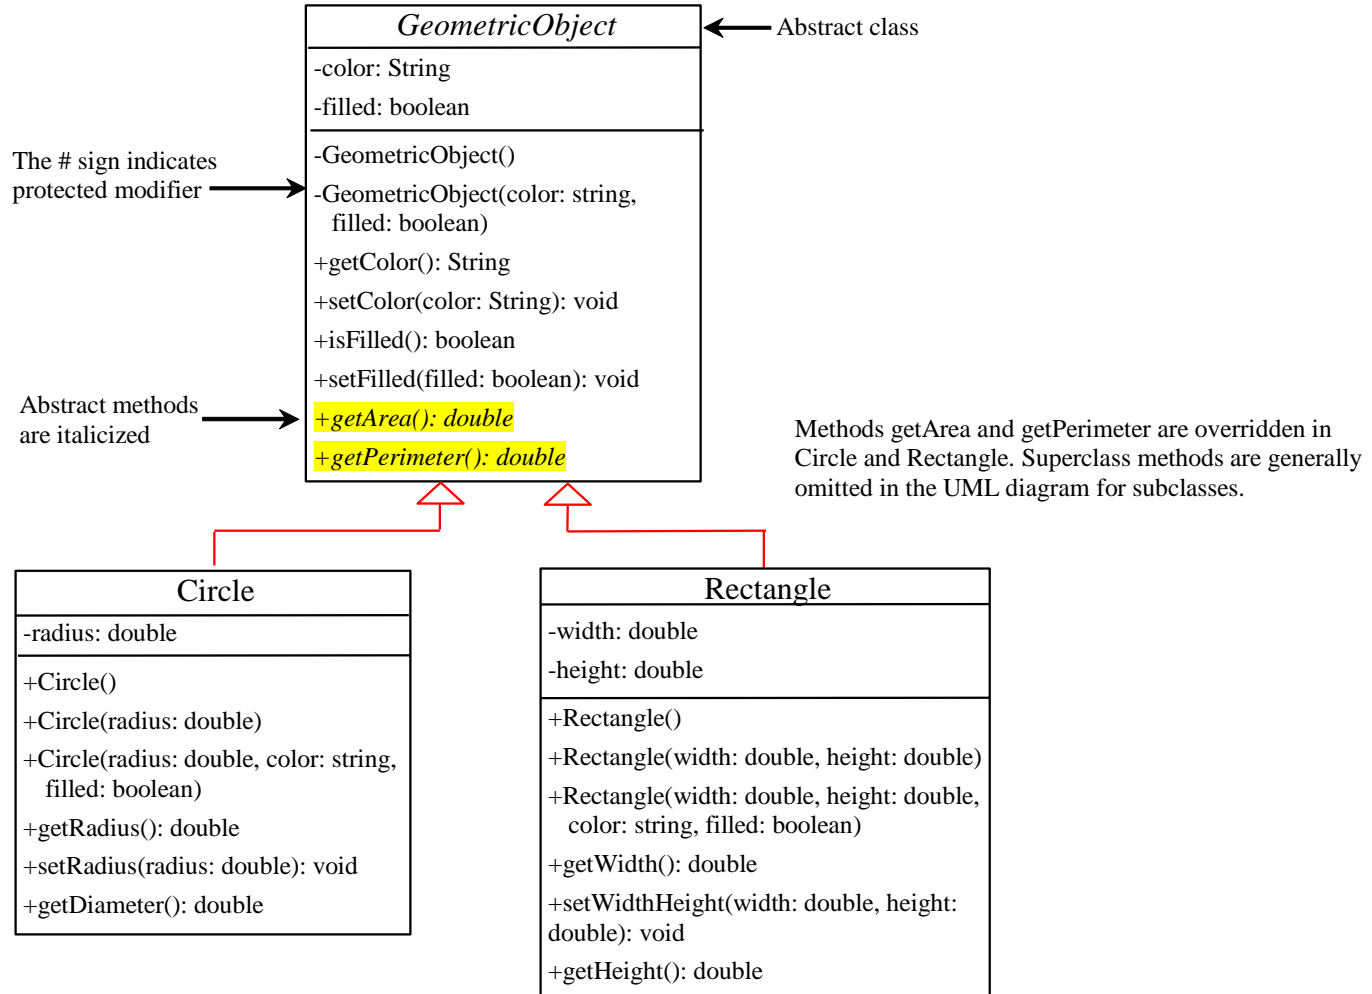 GeometricObject
Abstract class
-color: String
-filled: boolean
The # sign indicates
protected modifier
-GeometricObject()
-GeometricObject(color: string,
filled: boolean)
+getColor(): String
+setColor(color: String): void
+isFilled(): boolean
+setFilled(filled: boolean): void
Abstract methods
are italicized
+getArea(): double
+getPerimeter(): double
Methods getArea and getPerimeter are overridden in
Circle and Rectangle. Superclass methods are generally
omitted in the UML diagram for subclasses.
Circle
-radius: double
+Circle()
+Circle(radius: double)
+Circle(radius: double, color: string,
filled: boolean)
+getRadius(): double
+setRadius(radius: double): void
+getDiameter(): double
Rectangle
-width: double
-height: double
+Rectangle()
+Rectangle(width: double, height: double)
+Rectangle(width: double, height: double,
color: string, filled: boolean)
+getWidth(): double
+setWidthHeight(width: double, height:
double): void
+getHeight(): double